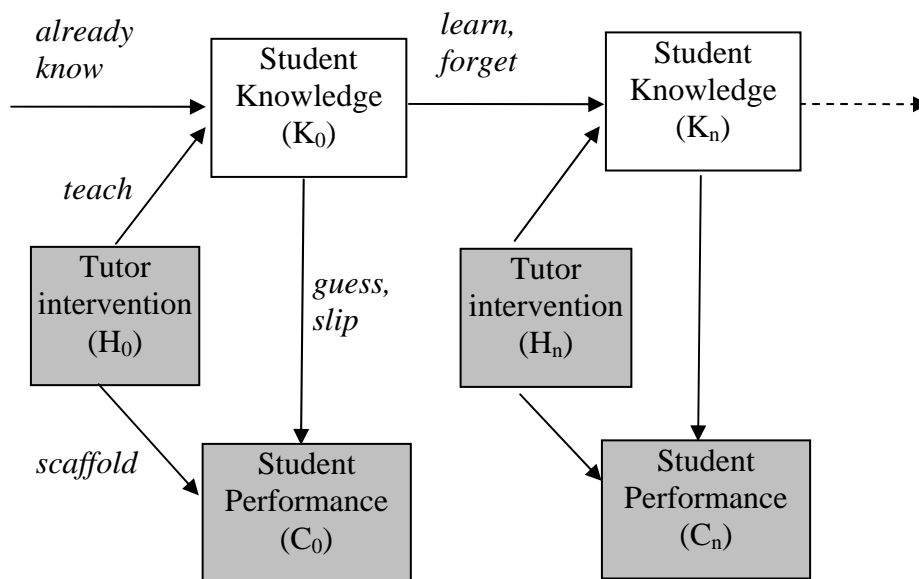 already
know
Student
Knowledge
(K₀)
learn,
forget
Student
Knowledge
(Kₙ)
teach
Tutor
intervention
(H₀)
guess,
slip
Tutor
intervention
(Hₙ)
scaffold
Student
Performance
(C₀)
Student
Performance
(Cₙ)